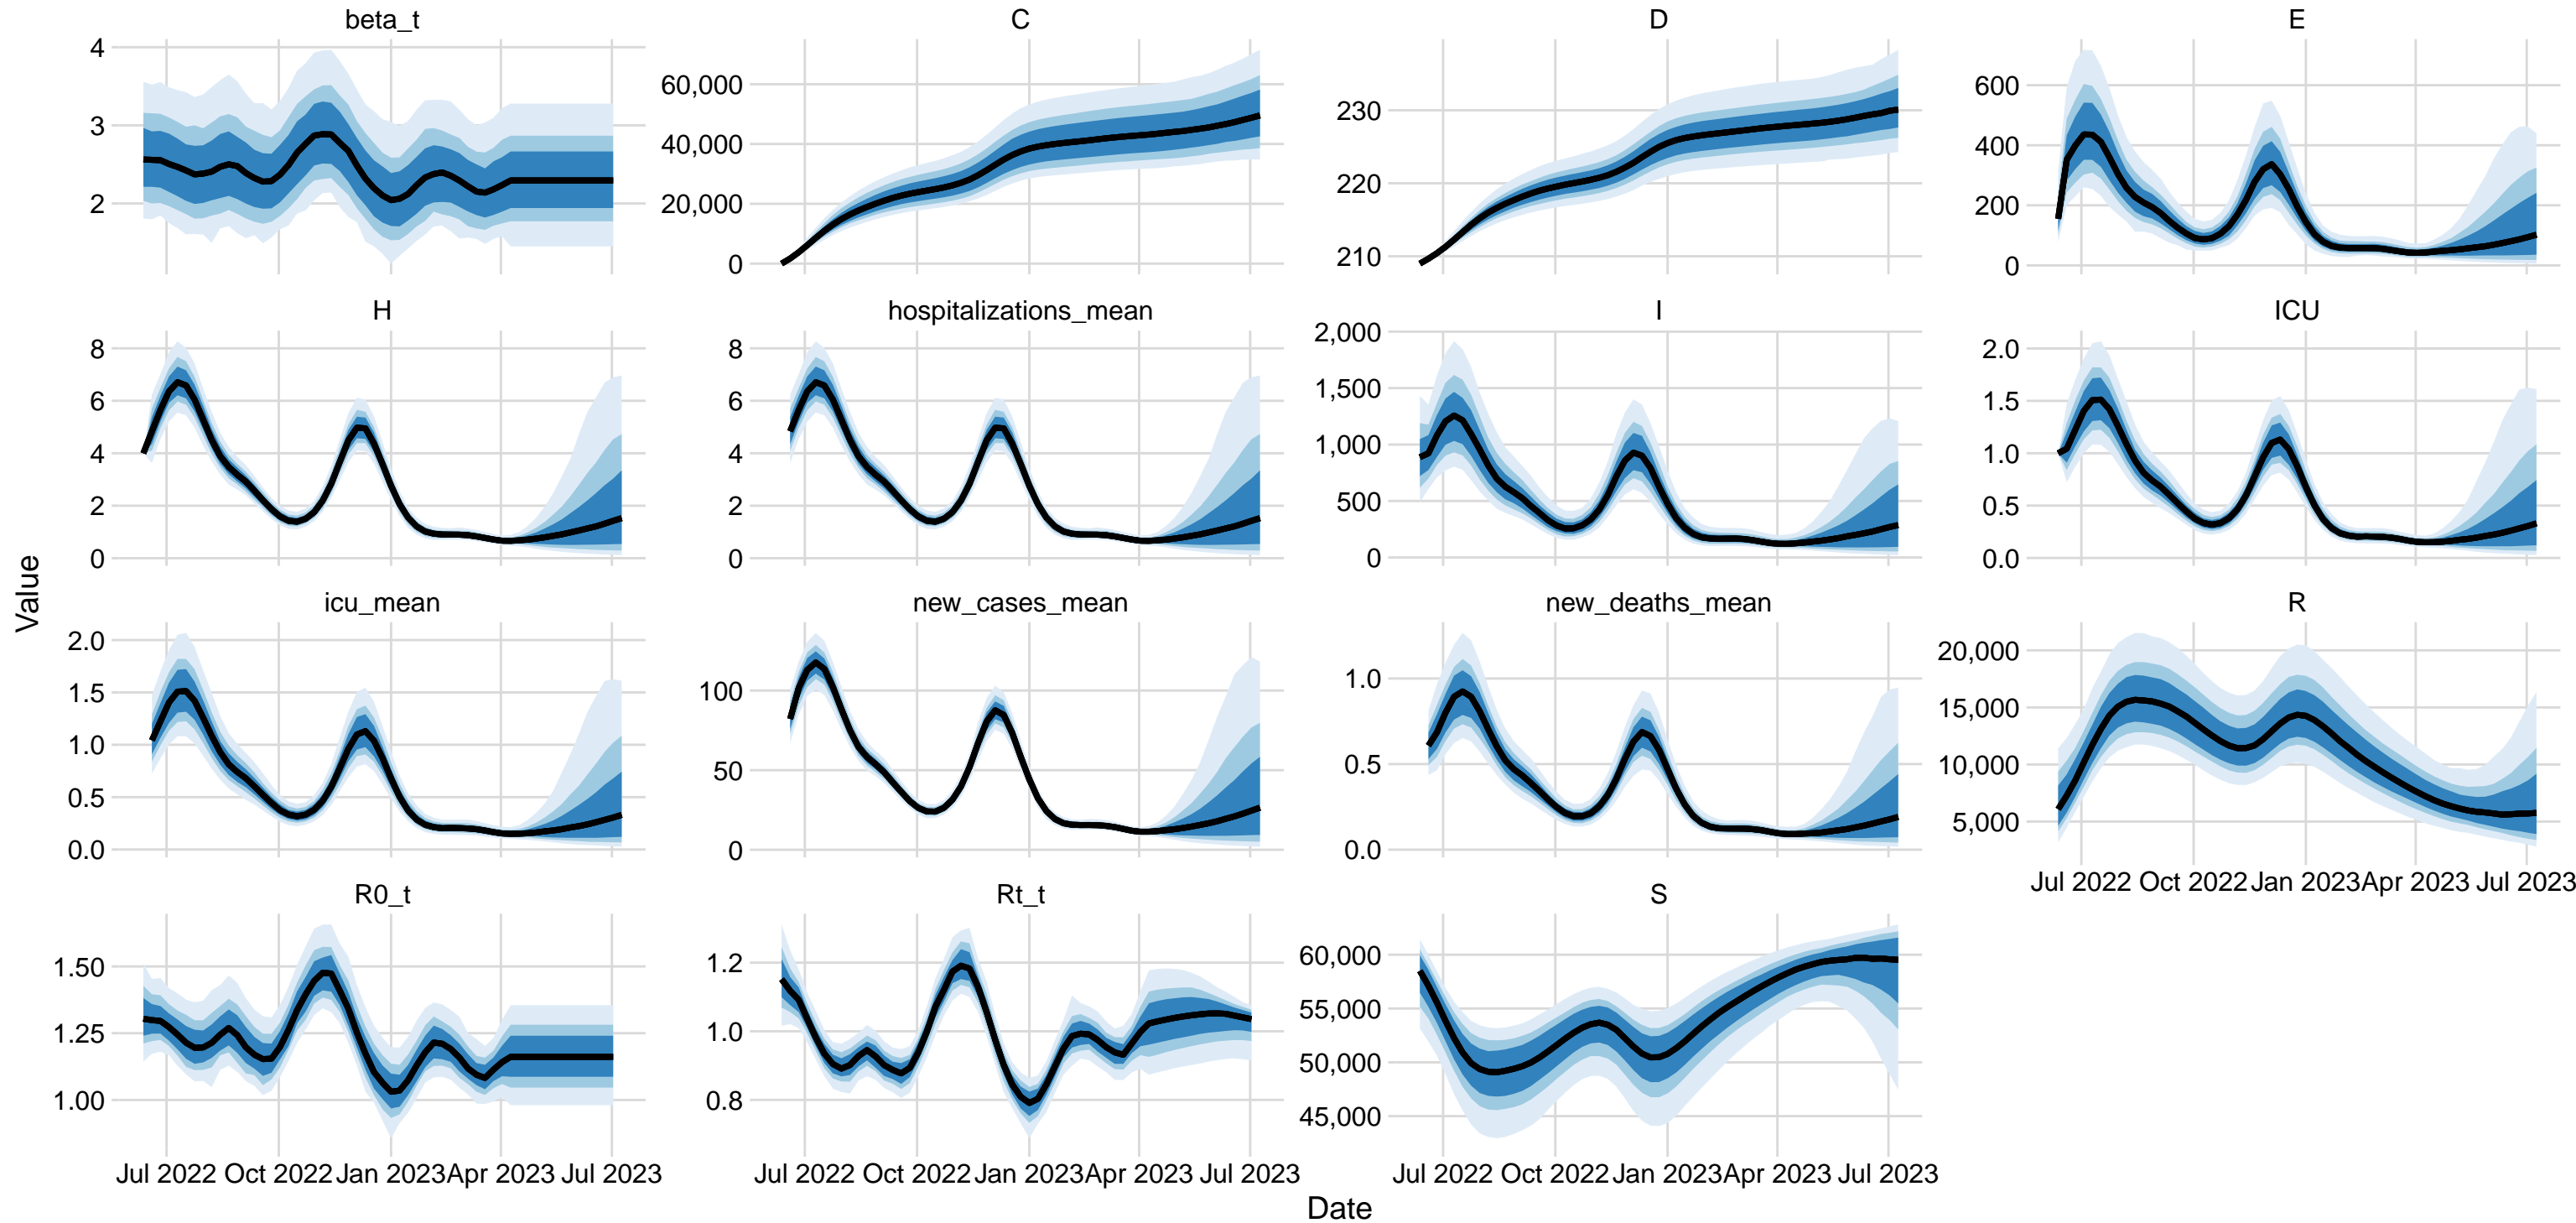 beta_t
C
D
E
4
3
2
60,000
40,000
20,000
0
230
220
210
600
400
200
0
H
hospitalizations_mean
I
ICU
8
6
4
2
0
8
6
4
2
0
2,000
1,500
1,000
500
0
2.0
1.5
1.0
0.5
0.0
Value
icu_mean
new_cases_mean
new_deaths_mean
R
2.0
1.5
1.0
0.5
0.0
100
50
0
1.0
0.5
0.0
20,000
15,000
10,000
5,000
Jul 2022 Oct 2022 Jan 2023 Apr 2023 Jul 2023
R0_t
Rt_t
S
1.50
1.25
1.00
1.2
1.0
0.8
60,000
55,000
50,000
45,000
Jul 2022 Oct 2022 Jan 2023 Apr 2023 Jul 2023
Jul 2022 Oct 2022 Jan 2023 Apr 2023 Jul 2023
Jul 2022 Oct 2022 Jan 2023 Apr 2023 Jul 2023
Date